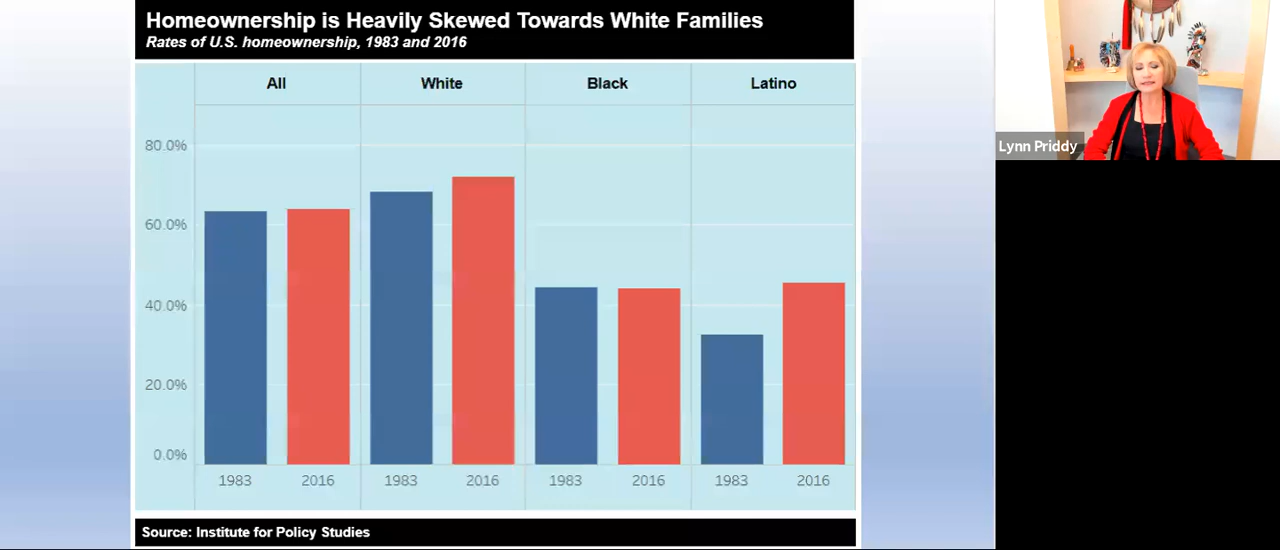 Homeownership is Heavily Skewed Towards White Families
Rates of U.S. homeownership, 1983 and 2016
All White Black Latino
80.0%
60.0%
40.0%
20.0%
0.0%
1983 2016 1983 2016 1983 2016 1983 2016
Source: Institute for Policy Studies
Lynn Priddy